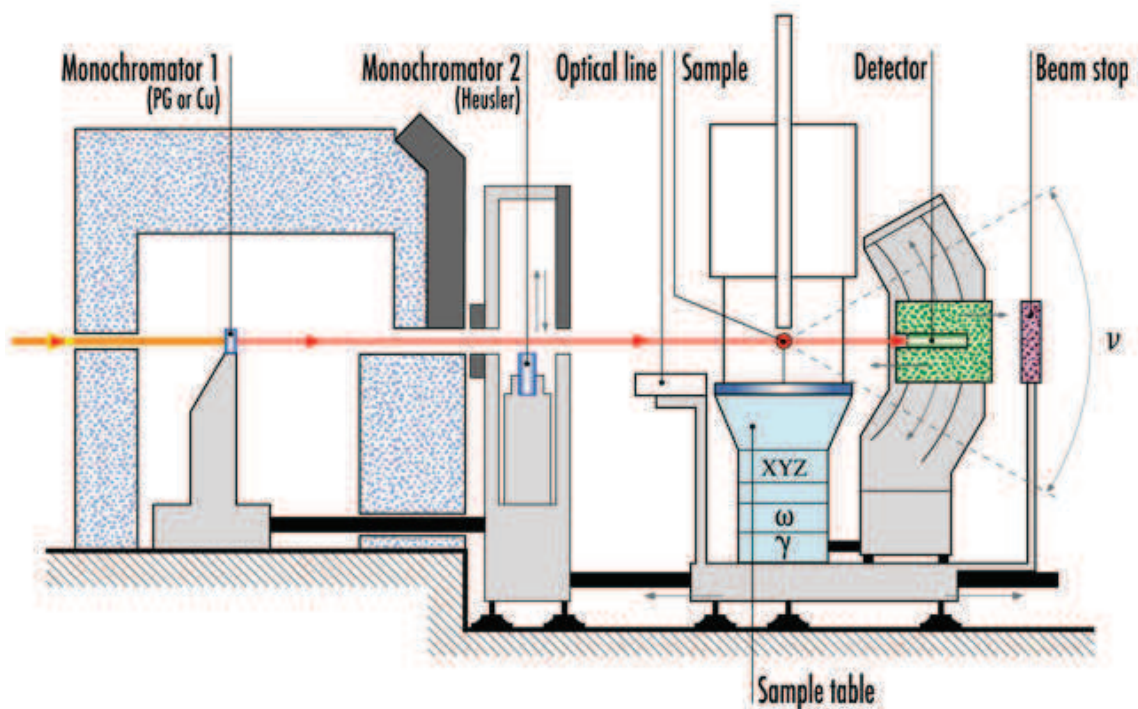 Monochromator 1
(PG or Cu)
Monochromator 2
(Heusler)
Optical line
Sample
Detector
Beam stop
ν
XYZ
ω
γ
Sample table